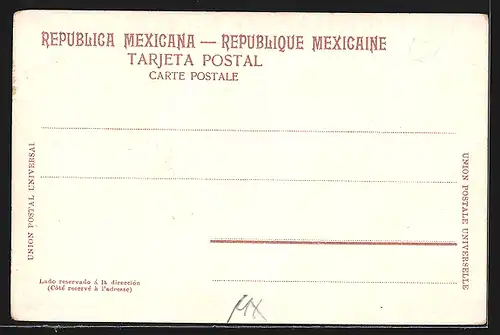 REPUBLICA MEXICANA — REPUBLIQUE MEXICAINE
TARJETA POSTAL
CARTE POSTALE
UNION POSTAL UNIVERSAL
UNION POSTALE UNIVERSELLE
Lado reservado á la dirección
(Côté reservé à l'adresse)
MX